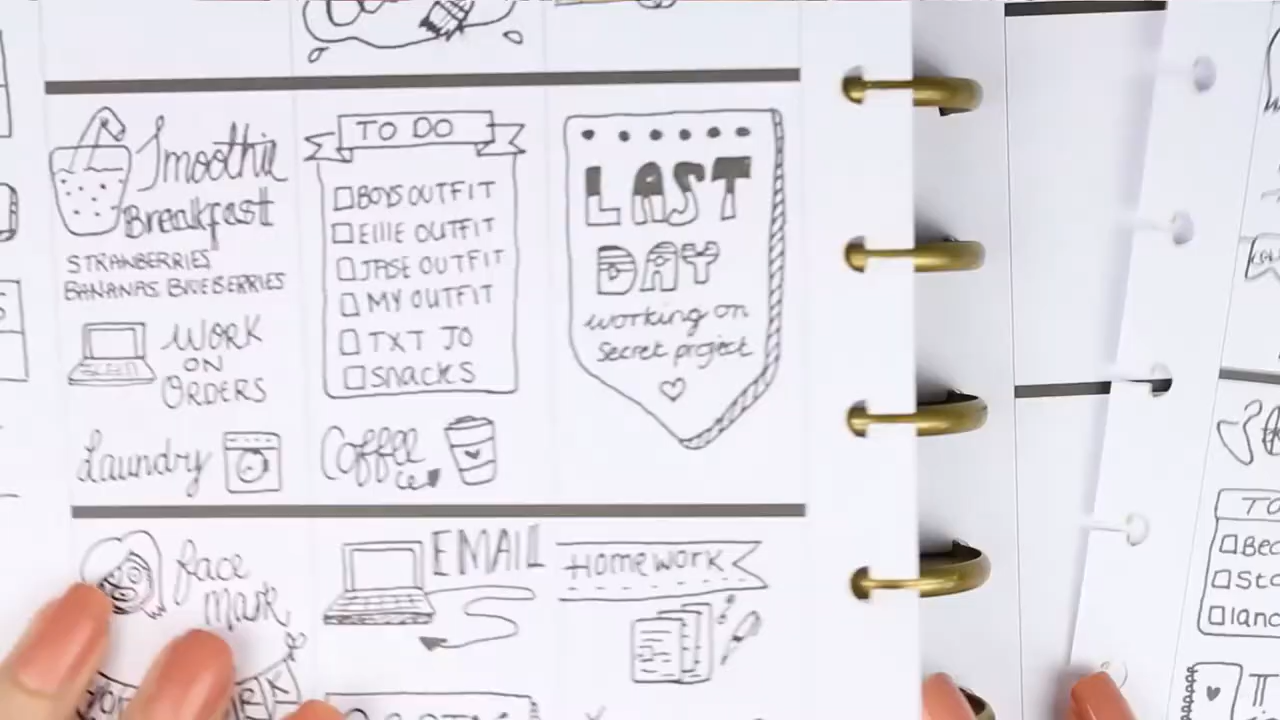 Smoothie
Breakfast
STRAWBERRIES
BANANAS BLUEBERRIES
WORK
ON
ORDERS
Laundry
TO DO
BOYS OUTFIT
EllIE OUTFIT
JASE OUTFIT
MY OUTFIT
TXT JO
SNACKS
Coffee
LAST
DAY
working on
Secret project
face
mask
EMAIL
HOMEWORK